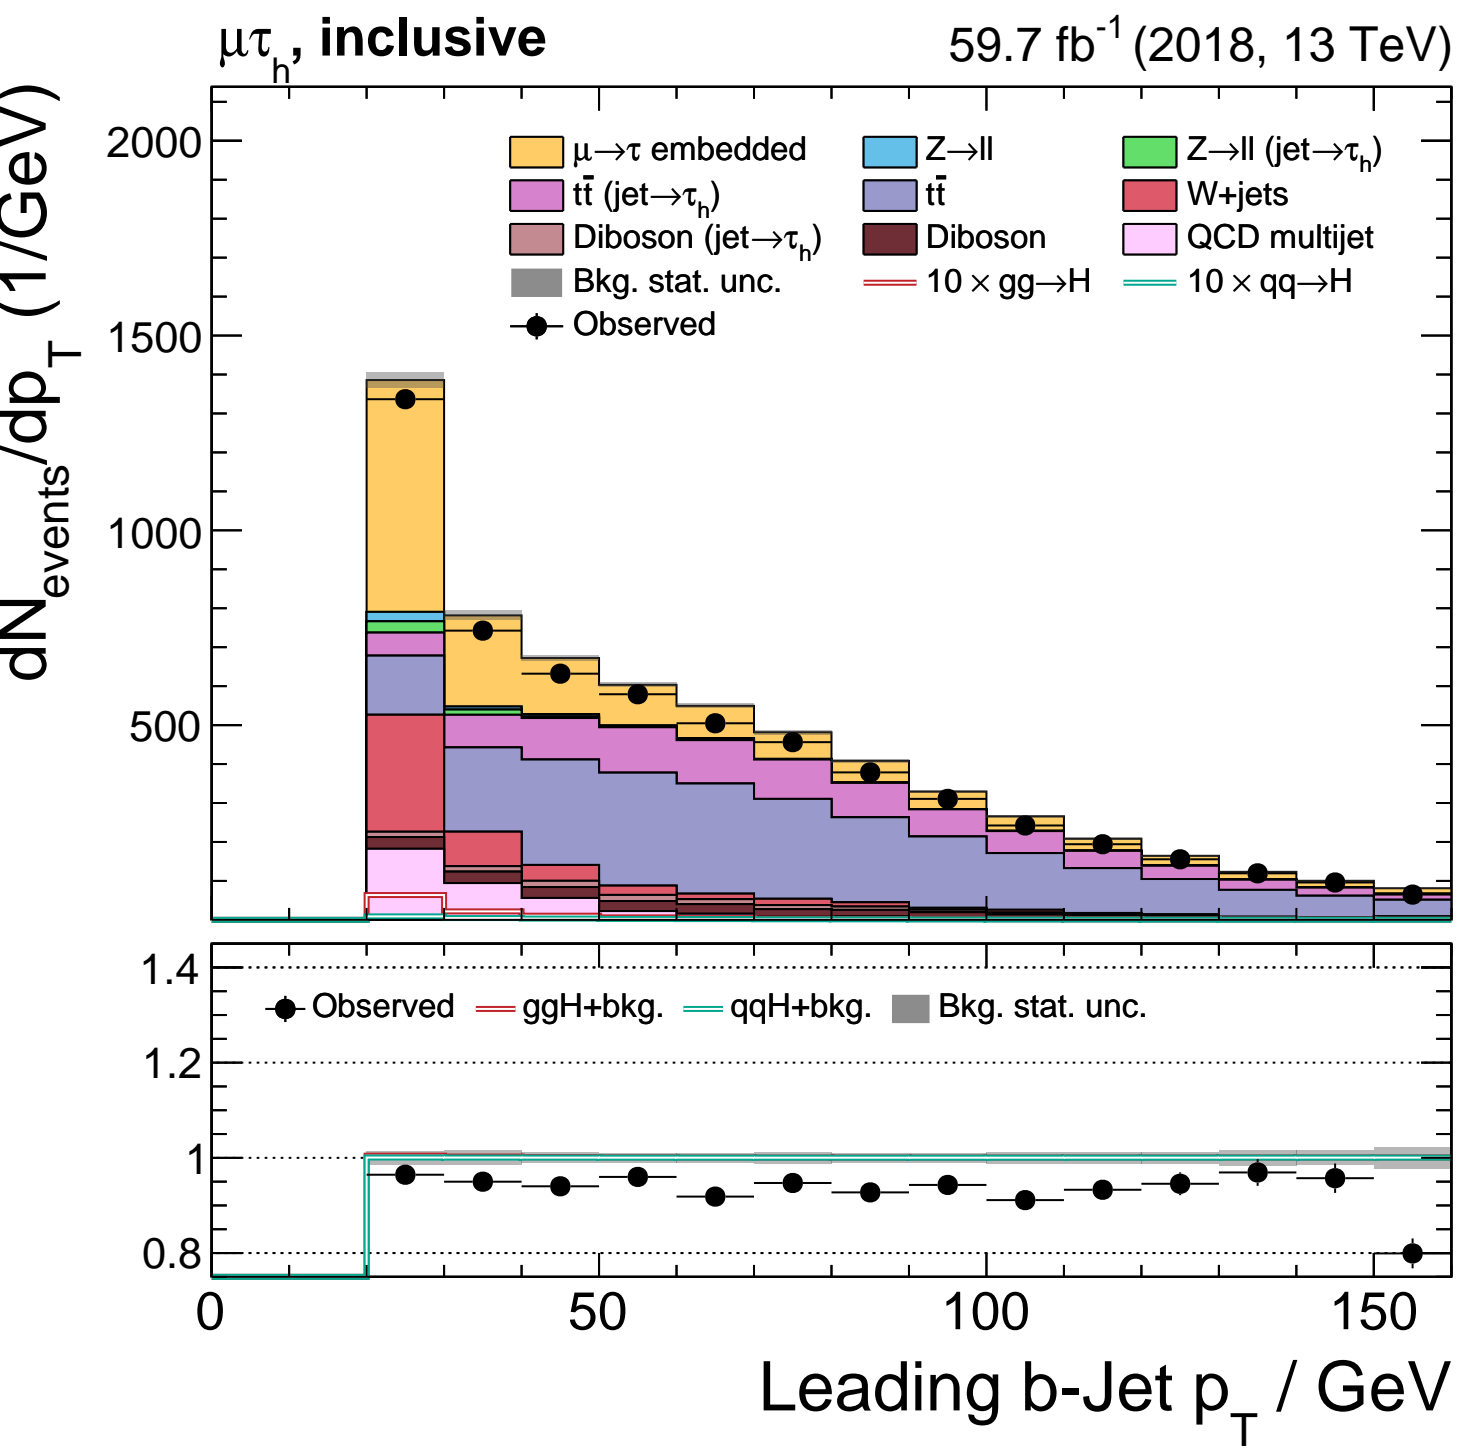 μτh, inclusive
59.7 fb-1 (2018, 13 TeV)
dNevents/dpT (1/GeV)
2000
1500
1000
500
μ→τ embedded
Z→ll
Z→ll (jet→τh)
tt̄ (jet→τh)
tt̄
W+jets
Diboson (jet→τh)
Diboson
QCD multijet
Bkg. stat. unc.
10 × gg→H
10 × qq→H
Observed
1.4
1.2
1
0.8
Observed
ggH+bkg.
qqH+bkg.
Bkg. stat. unc.
0
50
100
150
Leading b-Jet pT / GeV